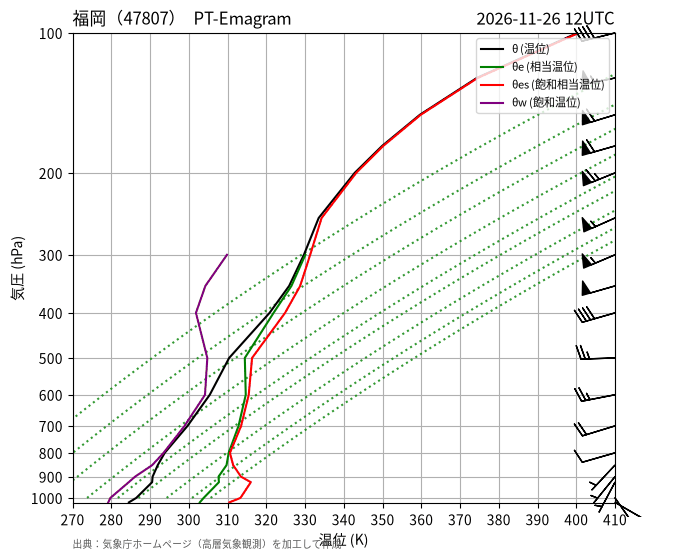 福岡（47807） PT-Emagram
2026-11-26 12UTC
θ (温位)
θe (相当温位)
θes (飽和相当温位)
θw (飽和温位)
気圧 (hPa)
100
200
300
400
500
600
700
800
900
1000
270 280 290 300 310 320 330 340 350 360 370 380 390 400 410
温位 (K)
出典：気象庁ホームページ（高層気象観測）を加工して作成